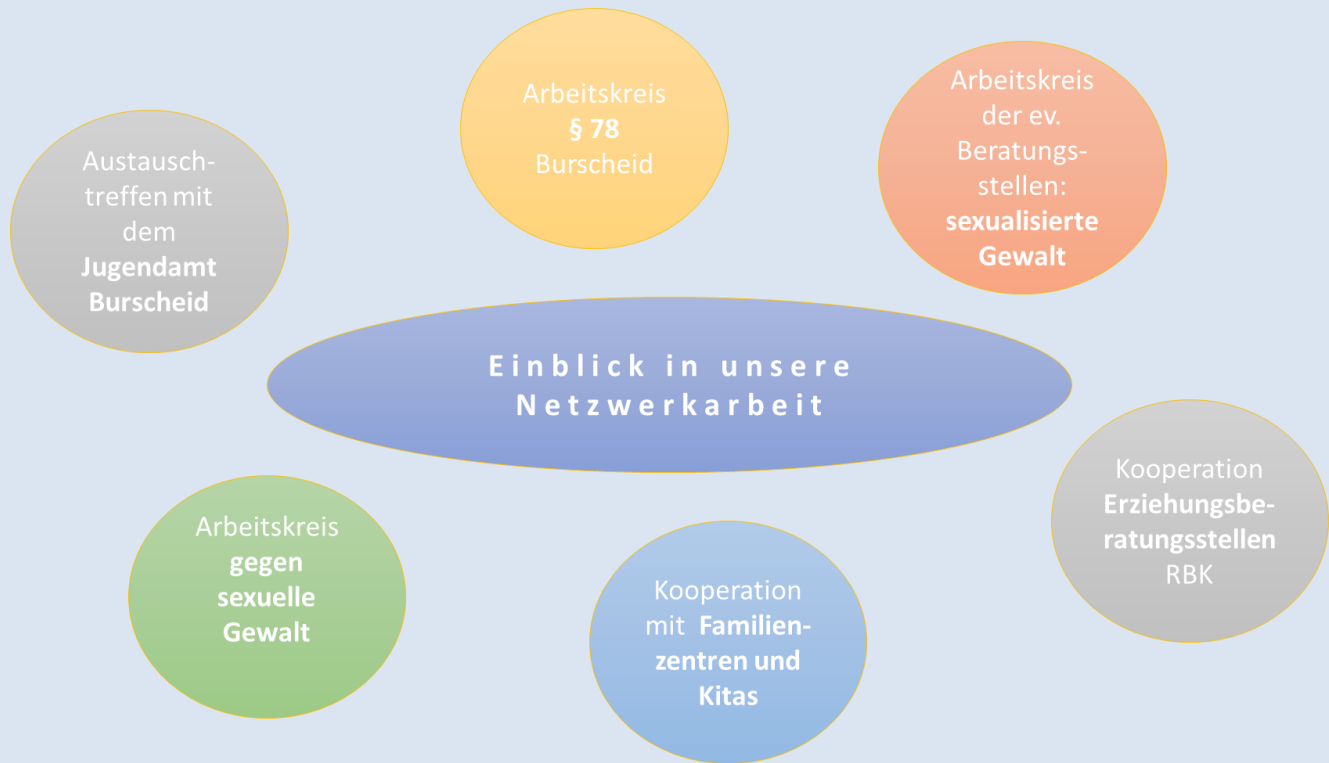 Arbeitskreis
§ 78
Burscheid
Arbeitskreis
der ev.
Beratungs-
stellen:
sexualisierte
Gewalt
Austausch-
treffen mit
dem
Jugendamt
Burscheid
Einblick in unsere
Netzwerkarbeit
Kooperation
Erziehungsbe-
ratungsstellen
RBK
Arbeitskreis
gegen
sexuelle
Gewalt
Kooperation
mit Familien-
zentren und
Kitas